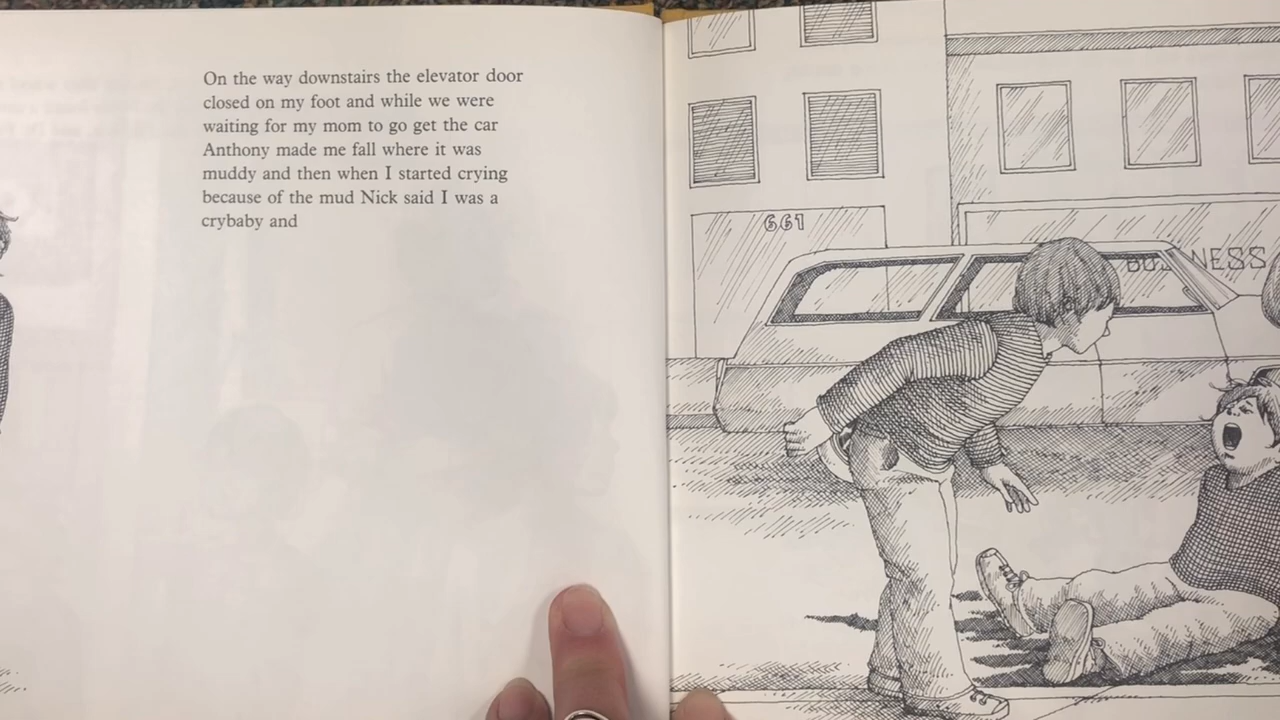 On the way downstairs the elevator door
closed on my foot and while we were
waiting for my mom to go get the car
Anthony made me fall where it was
muddy and then when I started crying
because of the mud Nick said I was a
crybaby and
661
BUS NESS